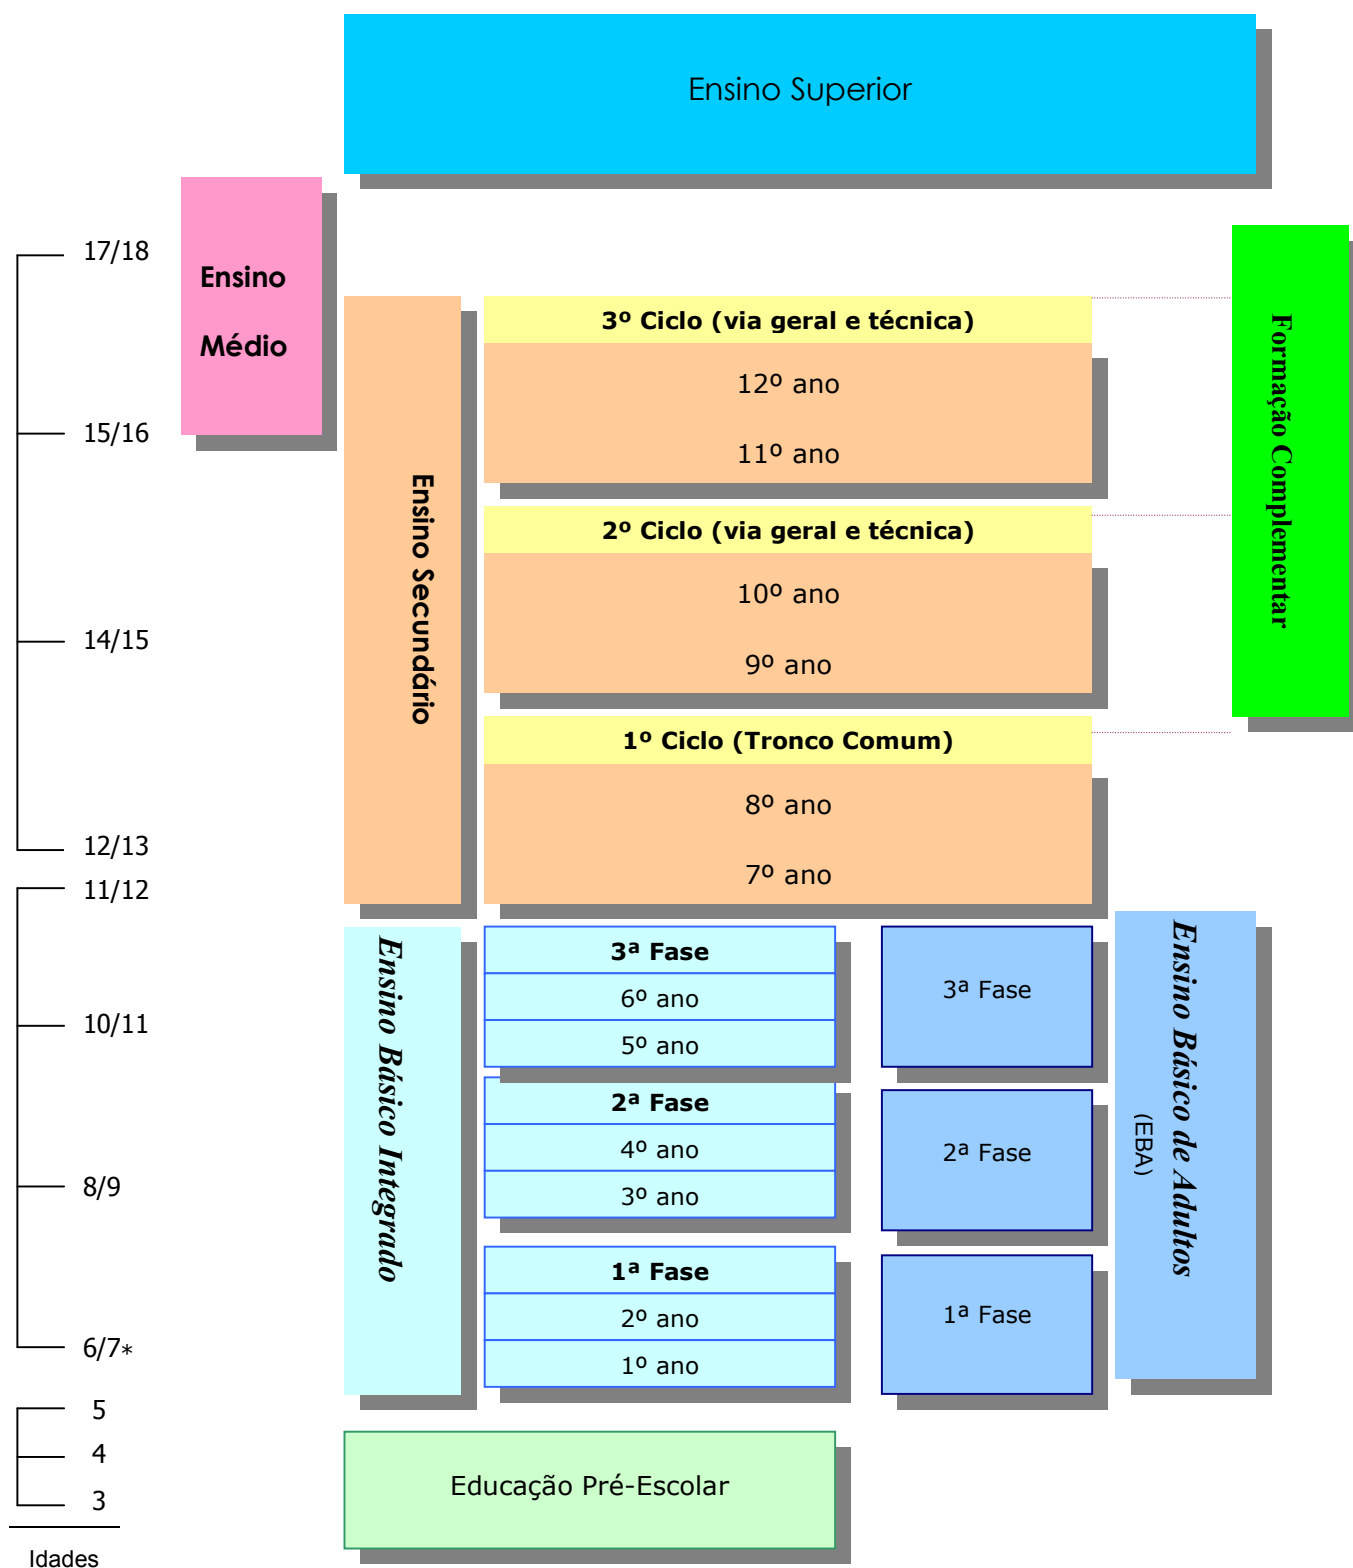 Ensino Superior
17/18
Ensino
Médio
15/16
14/15
12/13
Ensino Secundário
3º Ciclo (via geral e técnica)
12º ano
11º ano
2º Ciclo (via geral e técnica)
10º ano
9º ano
1º Ciclo (Tronco Comum)
8º ano
7º ano
Formação Complementar
11/12
10/11
8/9
6/7*
Ensino Básico Integrado
3ª Fase
6º ano
5º ano
2ª Fase
4º ano
3º ano
1ª Fase
2º ano
1º ano
3ª Fase
2ª Fase
1ª Fase
Ensino Básico de Adultos
(EBA)
5
4
3
Idades
Educação Pré-Escolar